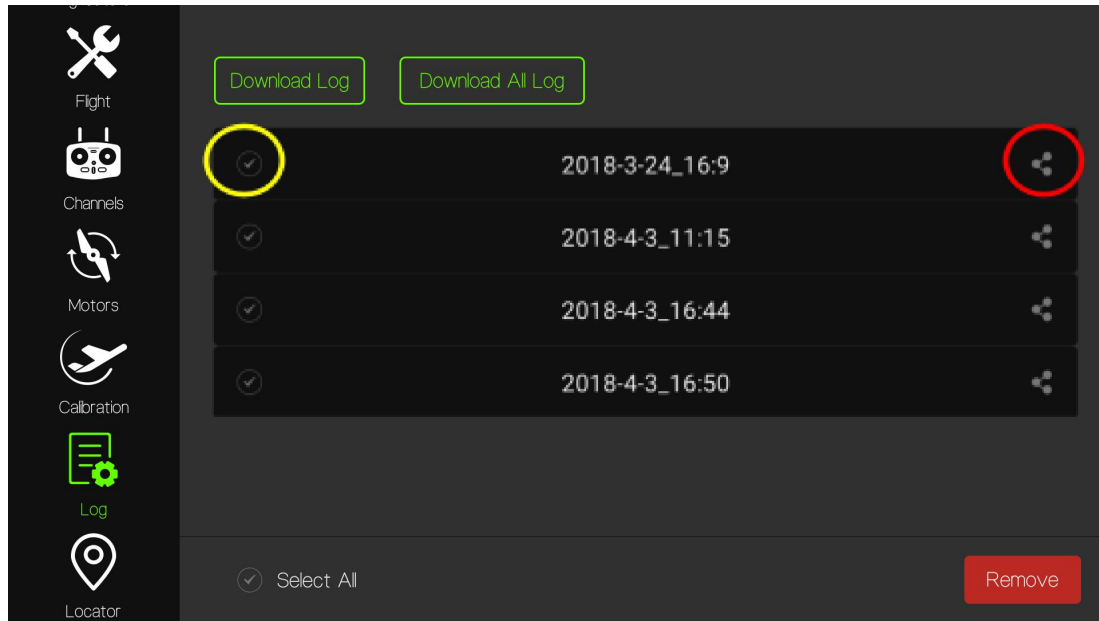 Flight
Channels
Motors
Calibration
Log
Locator
Download Log
Download All Log
2018-3-24_16:9
2018-4-3_11:15
2018-4-3_16:44
2018-4-3_16:50
Select All
Remove